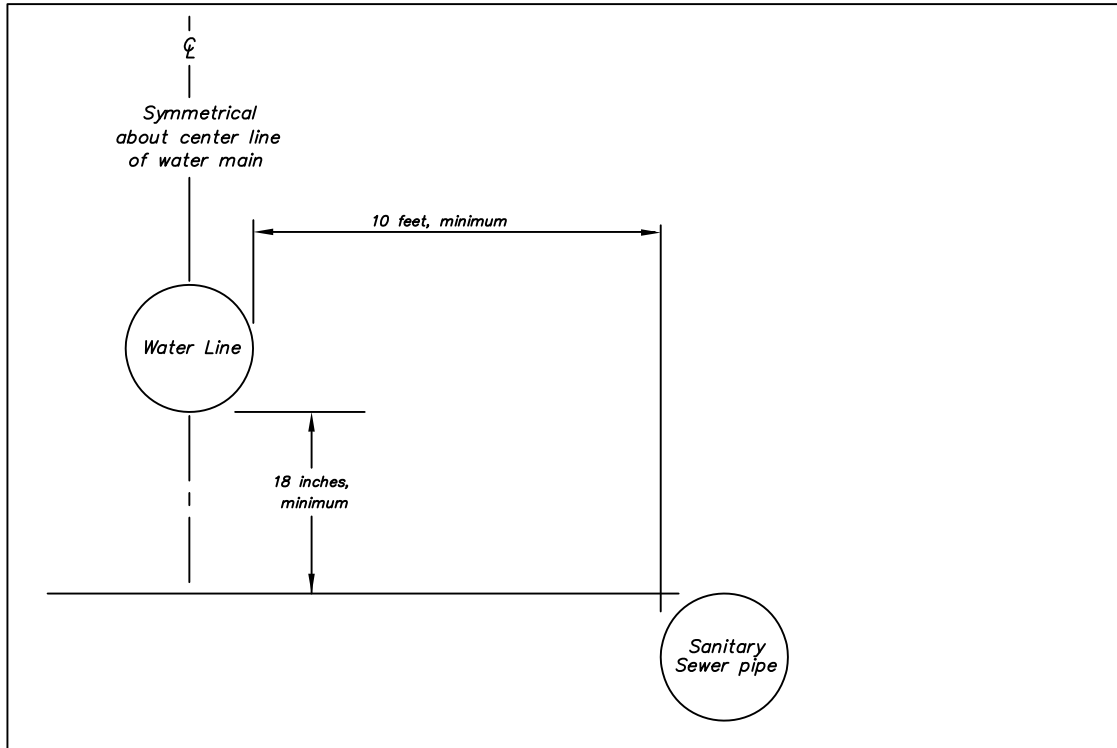 ℄
Symmetrical
about center line
of water main
10 feet, minimum
Water Line
18 inches,
minimum
Sanitary
Sewer pipe